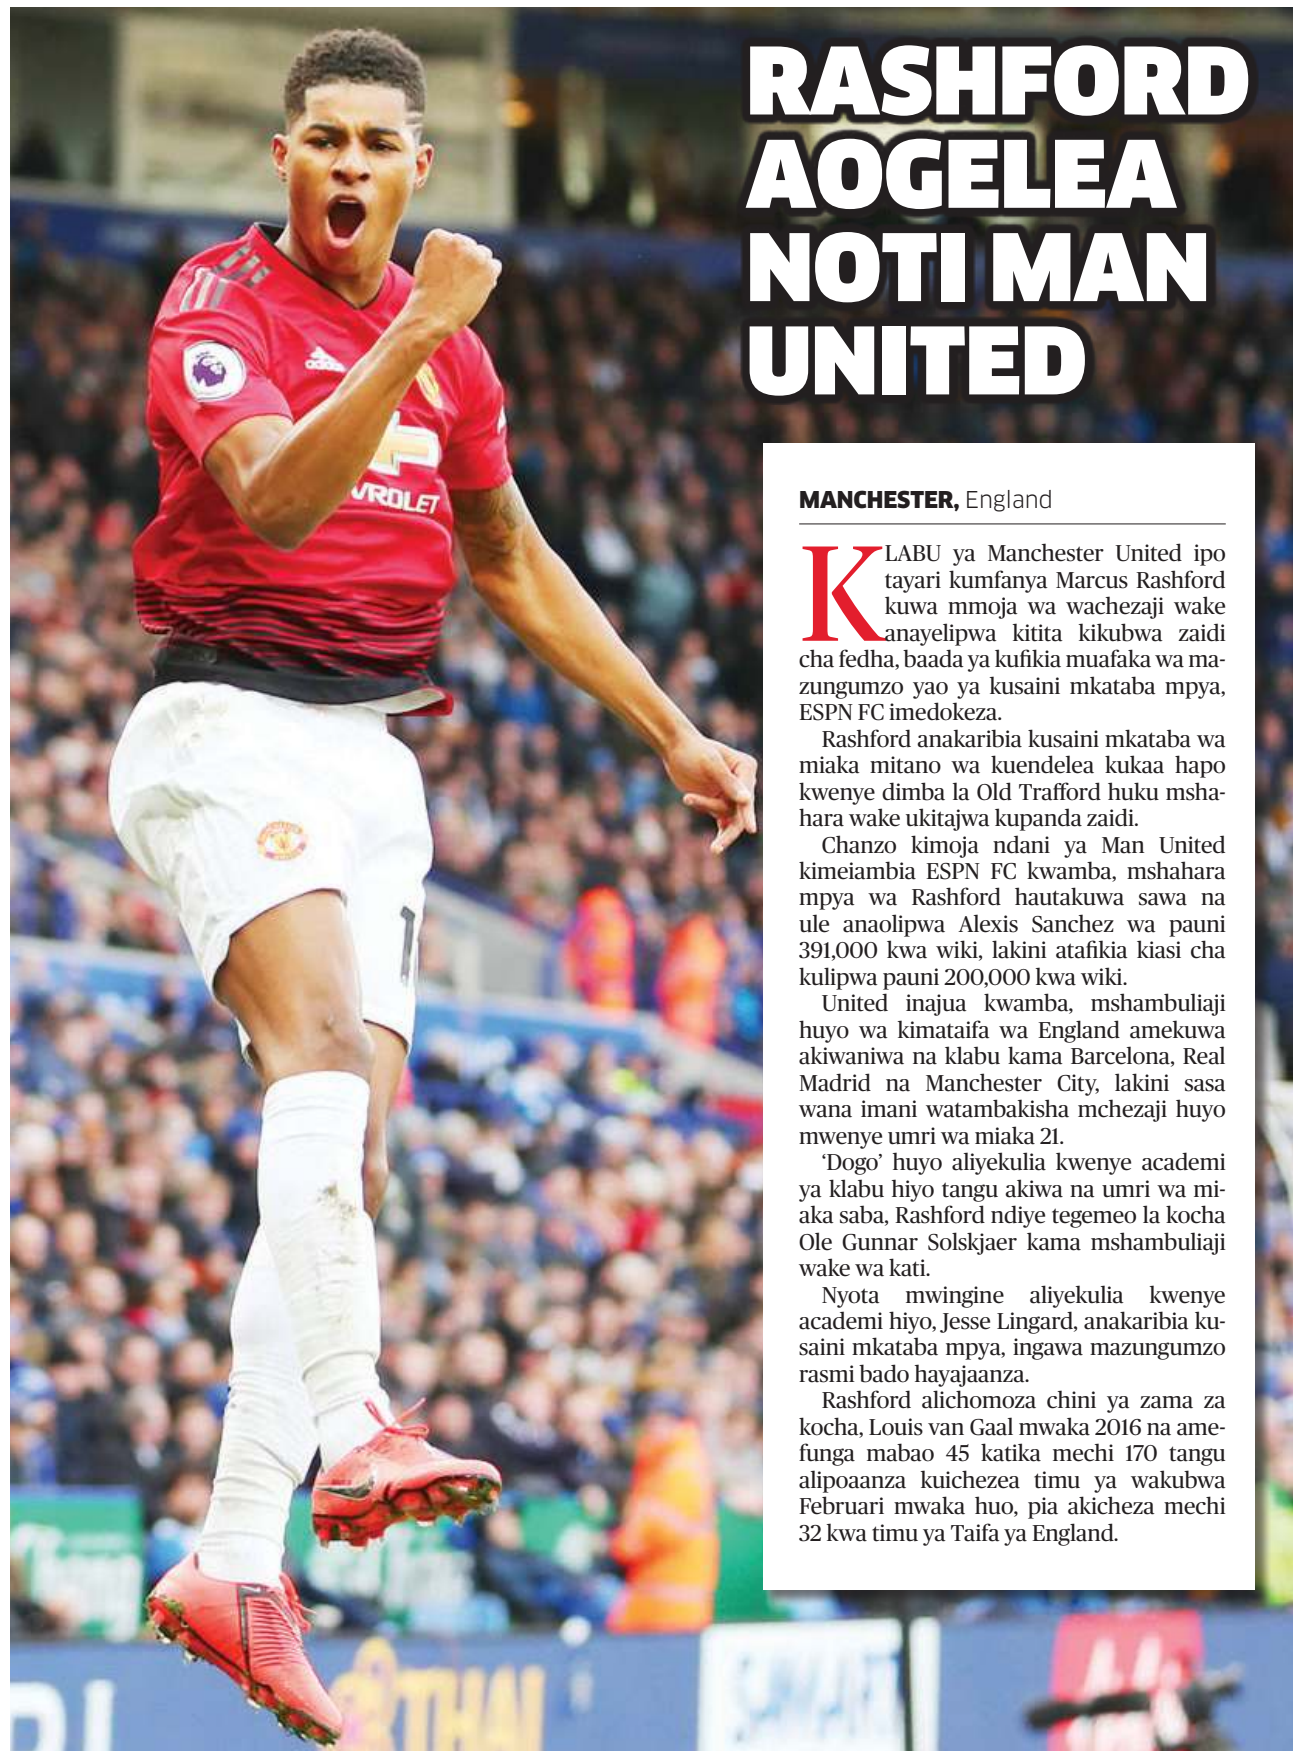 RASHFORD
AOGELEA
NOTI MAN
UNITED
MANCHESTER, England
KLABU ya Manchester United ipo
tayari kumfanya Marcus Rashford
kuwa mmoja wa wachezaji wake
anayelipwa kitita kikubwa zaidi
cha fedha, baada ya kufikia muafaka wa ma-
zungumzo yao ya kusaini mkataba mpya,
ESPN FC imedokeza.
Rashford anakaribia kusaini mkataba wa
miaka mitano wa kuendelea kukaa hapo
kwenye dimba la Old Trafford huku msha-
hara wake ukitajwa kupanda zaidi.
Chanzo kimoja ndani ya Man United
kimeiambia ESPN FC kwamba, mshahara
mpya wa Rashford hautakuwa sawa na
ule anaolipwa Alexis Sanchez wa pauni
391,000 kwa wiki, lakini atafikia kiasi cha
kulipwa pauni 200,000 kwa wiki.
United inajua kwamba, mshambuliaji
huyo wa kimataifa wa England amekuwa
akiwaniwa na klabu kama Barcelona, Real
Madrid na Manchester City, lakini sasa
wana imani watambakisha mchezaji huyo
mwenye umri wa miaka 21.
‘Dogo’ huyo aliyekulia kwenye academi
ya klabu hiyo tangu akiwa na umri wa mi-
aka saba, Rashford ndiye tegemeo la kocha
Ole Gunnar Solskjaer kama mshambuliaji
wake wa kati.
Nyota mwingine aliyekulia kwenye
academi hiyo, Jesse Lingard, anakaribia ku-
saini mkataba mpya, ingawa mazungumzo
rasmi bado hayajaanza.
Rashford alichomoza chini ya zama za
kocha, Louis van Gaal mwaka 2016 na ame-
funga mabao 45 katika mechi 170 tangu
alipoaanza kuichezea timu ya wakubwa
Februari mwaka huo, pia akicheza mechi
32 kwa timu ya Taifa ya England.
adidas
VROLET
1
THAI